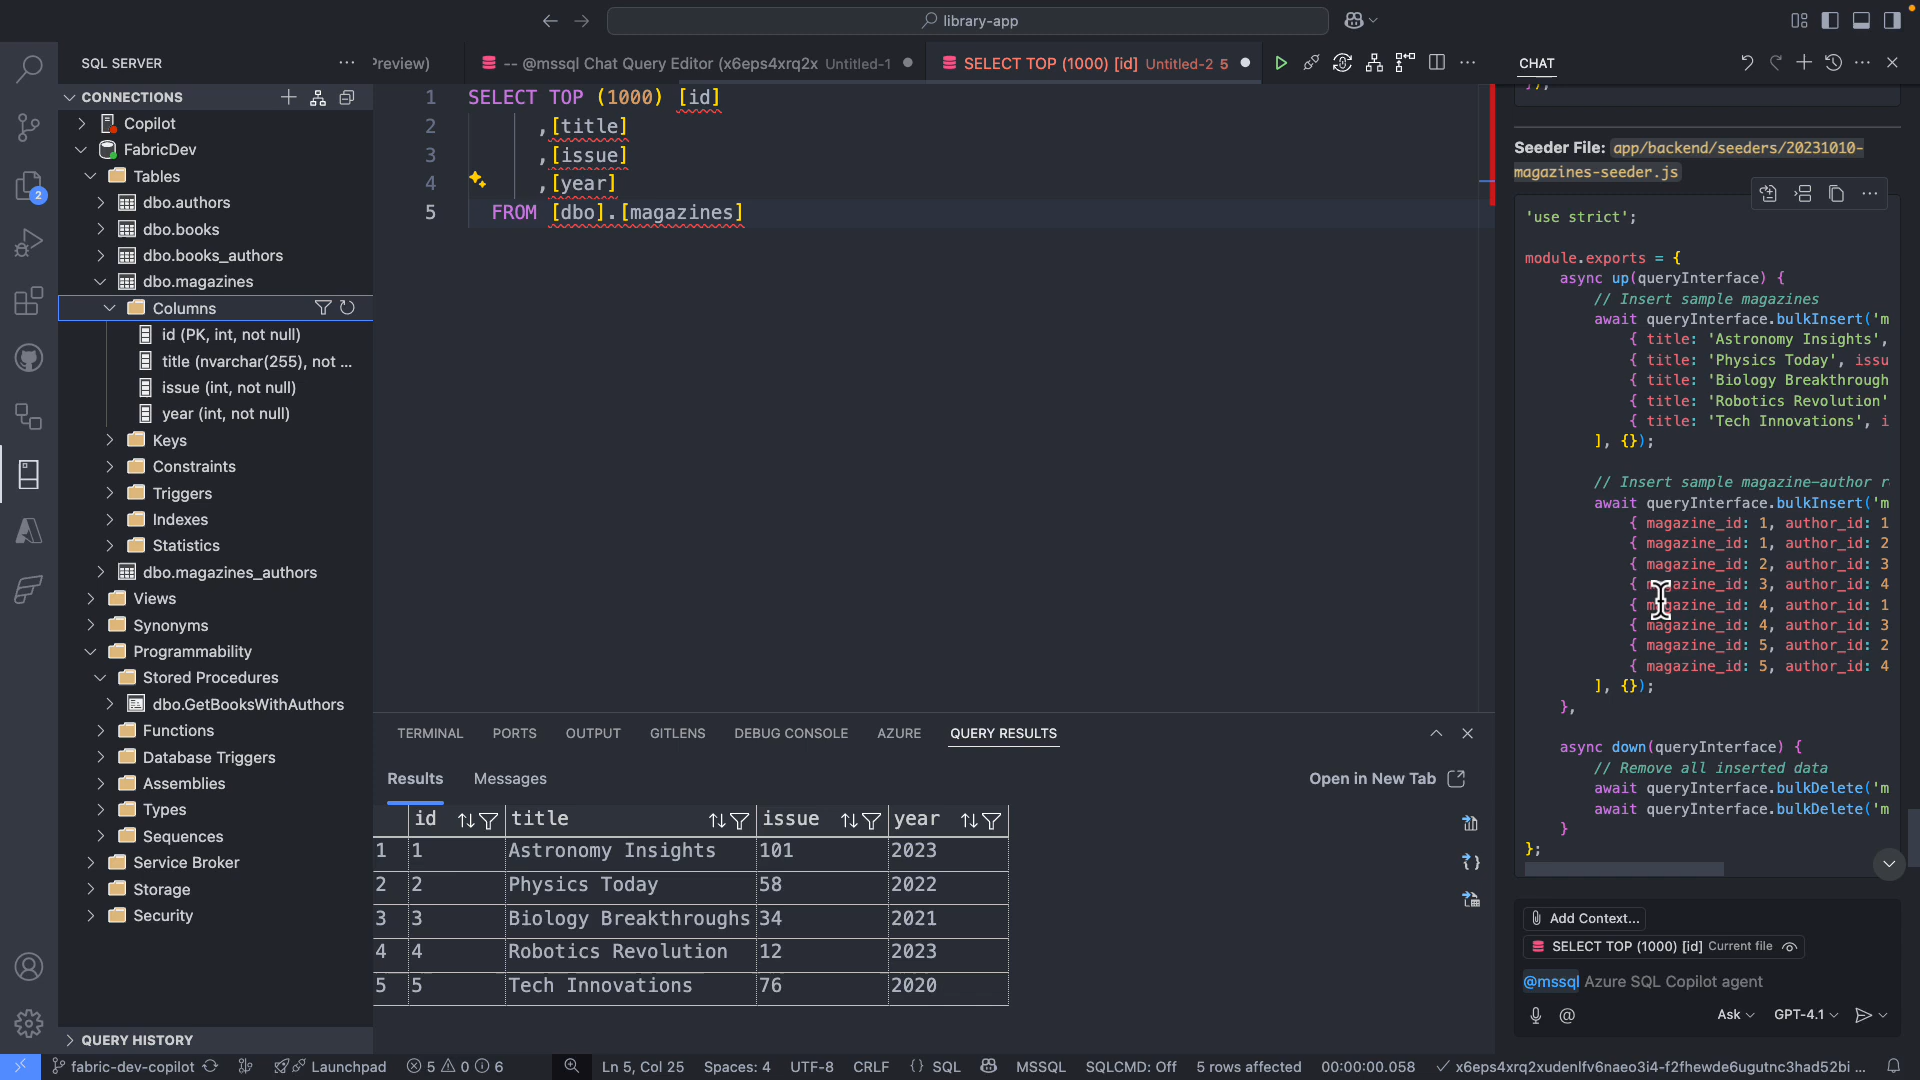 library-app
SQL SERVER
CONNECTIONS
Copilot
FabricDev
Tables
dbo.authors
dbo.books
dbo.books_authors
dbo.magazines
Columns
id (PK, int, not null)
title (nvarchar(255), not ...
issue (int, not null)
year (int, not null)
Keys
Constraints
Triggers
Indexes
Statistics
dbo.magazines_authors
Views
Synonyms
Programmability
Stored Procedures
dbo.GetBooksWithAuthors
Functions
Database Triggers
Assemblies
Types
Sequences
Service Broker
Storage
Security
QUERY HISTORY
2
Preview)
-- @mssql Chat Query Editor (x6eps4xrq2x Untitled-1
SELECT TOP (1000) [id] Untitled-2 5
1 SELECT TOP (1000) [id]
2 ,[title]
3 ,[issue]
4 ,[year]
5 FROM [dbo].[magazines]
TERMINAL PORTS OUTPUT GITLENS DEBUG CONSOLE AZURE QUERY RESULTS
Results Messages Open in New Tab
id title issue year
1 1 Astronomy Insights 101 2023
2 2 Physics Today 58 2022
3 3 Biology Breakthroughs 34 2021
4 4 Robotics Revolution 12 2023
5 5 Tech Innovations 76 2020
CHAT
Seeder File: app/backend/seeders/20231010-
magazines-seeder.js
'use strict';
module.exports = {
async up(queryInterface) {
// Insert sample magazines
await queryInterface.bulkInsert('m
{ title: 'Astronomy Insights',
{ title: 'Physics Today', issu
{ title: 'Biology Breakthrough
{ title: 'Robotics Revolution'
{ title: 'Tech Innovations', i
], {});
// Insert sample magazine-author r
await queryInterface.bulkInsert('m
{ magazine_id: 1, author_id: 1
{ magazine_id: 1, author_id: 2
{ magazine_id: 2, author_id: 3
{ magazine_id: 3, author_id: 4
{ magazine_id: 4, author_id: 1
{ magazine_id: 4, author_id: 3
{ magazine_id: 5, author_id: 2
{ magazine_id: 5, author_id: 4
], {});
},
async down(queryInterface) {
// Remove all inserted data
await queryInterface.bulkDelete('m
await queryInterface.bulkDelete('m
}
};
Add Context...
SELECT TOP (1000) [id] Current file
@mssql Azure SQL Copilot agent
@ Ask GPT-4.1
fabric-dev-copilot Launchpad 5 0 6 Ln 5, Col 25 Spaces: 4 UTF-8 CRLF {} SQL MSSQL SQLCMD: Off 5 rows affected 00:00:00.058 x6eps4xrq2xudenlfv6naeo3i4-f2fhewde6ugutnc3had52bi ...